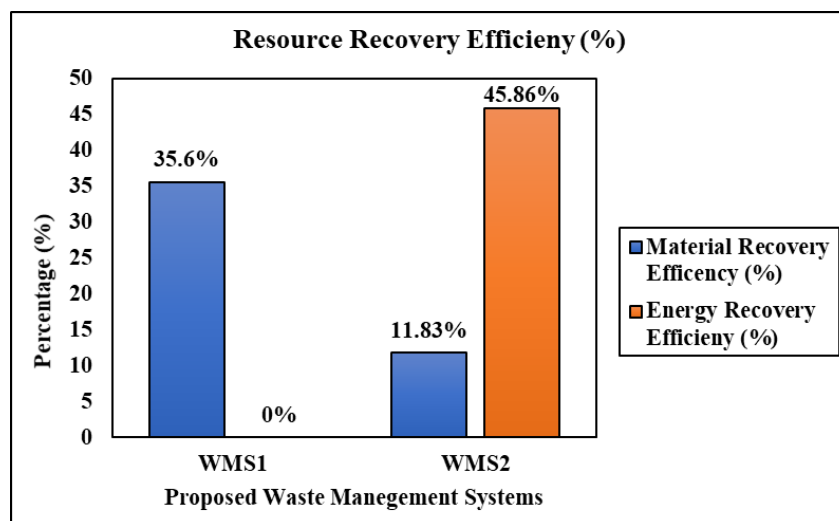 Resource Recovery Efficieny (%)
50
45
40
35
30
25
20
15
10
5
0
Percentage (%)
35.6%
0%
11.83%
45.86%
WMS1
WMS2
Proposed Waste Manegement Systems
Material Recovery
Efficency (%)
Energy Recovery
Efficieny (%)